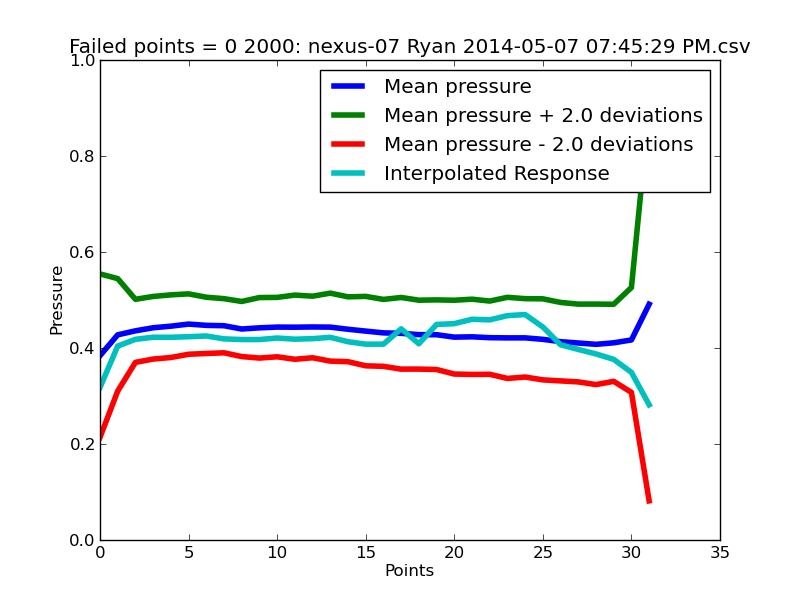 Failed points = 0 2000: nexus-07 Ryan 2014-05-07 07:45:29 PM.csv
Mean pressure
Mean pressure + 2.0 deviations
Mean pressure - 2.0 deviations
Interpolated Response
Pressure
1.0
0.8
0.6
0.4
0.2
0.0
0 5 10 15 20 25 30 35
Points